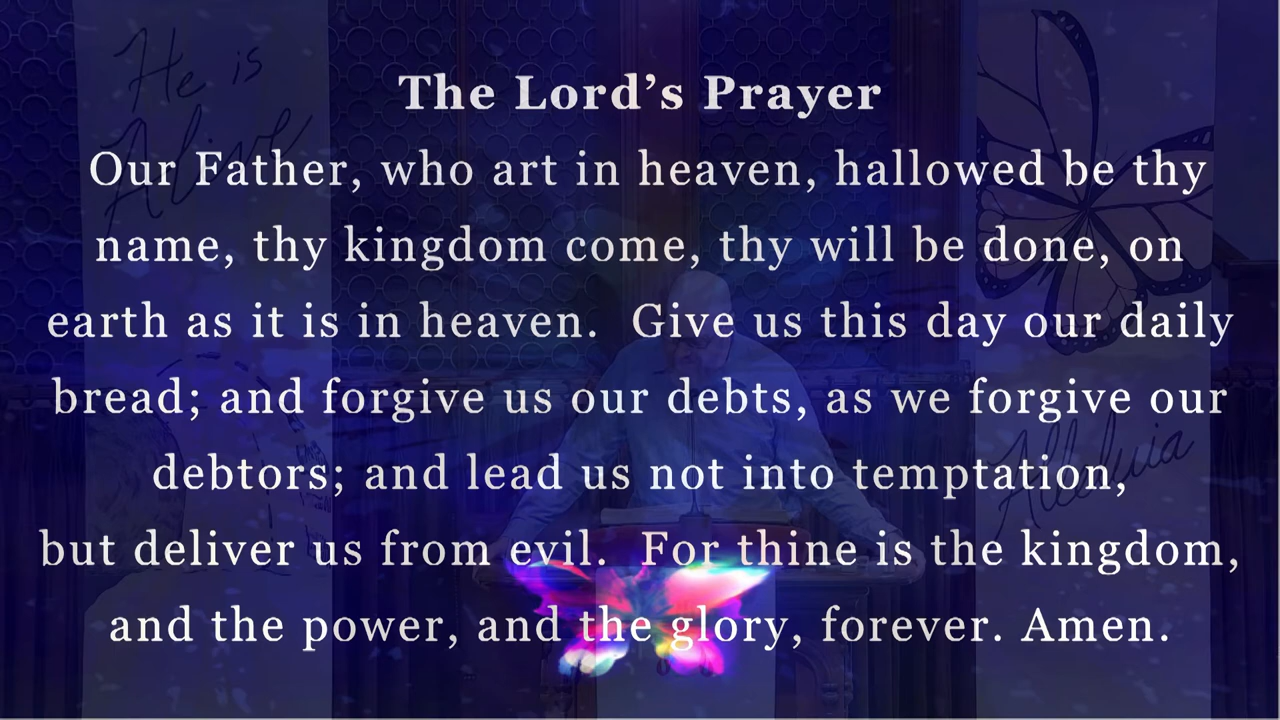 He is
Alive!
The Lord’s Prayer
Our Father, who art in heaven, hallowed be thy
name, thy kingdom come, thy will be done, on
earth as it is in heaven.  Give us this day our daily
bread; and forgive us our debts, as we forgive our
debtors; and lead us not into temptation,
but deliver us from evil.  For thine is the kingdom,
and the power, and the glory, forever. Amen.
Alleluia